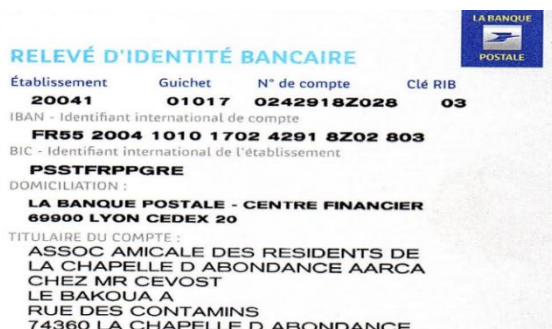 LA BANQUE
POSTALE
RELEVÉ D'IDENTITÉ BANCAIRE
Établissement Guichet N° de compte Clé RIB
20041 01017 0242918Z028 03
IBAN - Identifiant international de compte
FR55 2004 1010 1702 4291 8Z02 803
BIC - Identifiant international de l'établissement
PSSTFRPPGRE
DOMICILIATION :
LA BANQUE POSTALE - CENTRE FINANCIER
69900 LYON CEDEX 20
TITULAIRE DU COMPTE :
ASSOC AMICALE DES RESIDENTS DE
LA CHAPELLE D ABONDANCE AARCA
CHEZ MR CEVOST
LE BAKOUA A
RUE DES CONTAMINS
74360 LA CHAPELLE D ABONDANCE